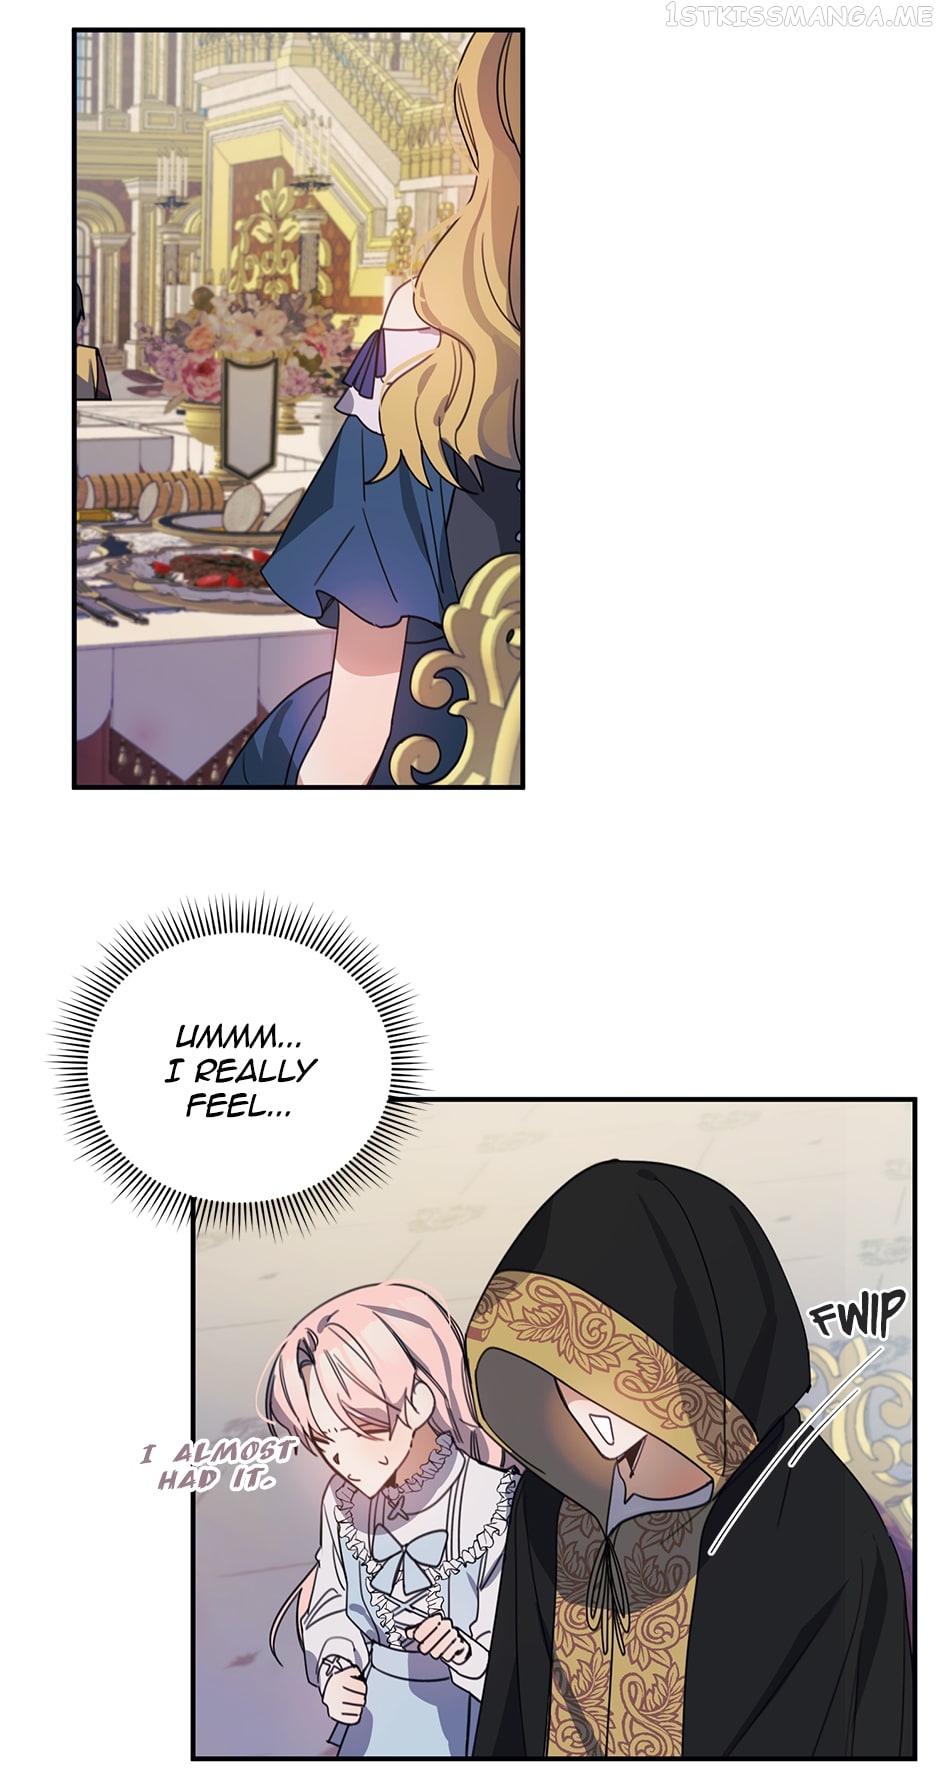 1STKISSMANGA.ME
UMMM...
I REALLY
FEEL...
FWIP
I ALMOST
HAD IT.